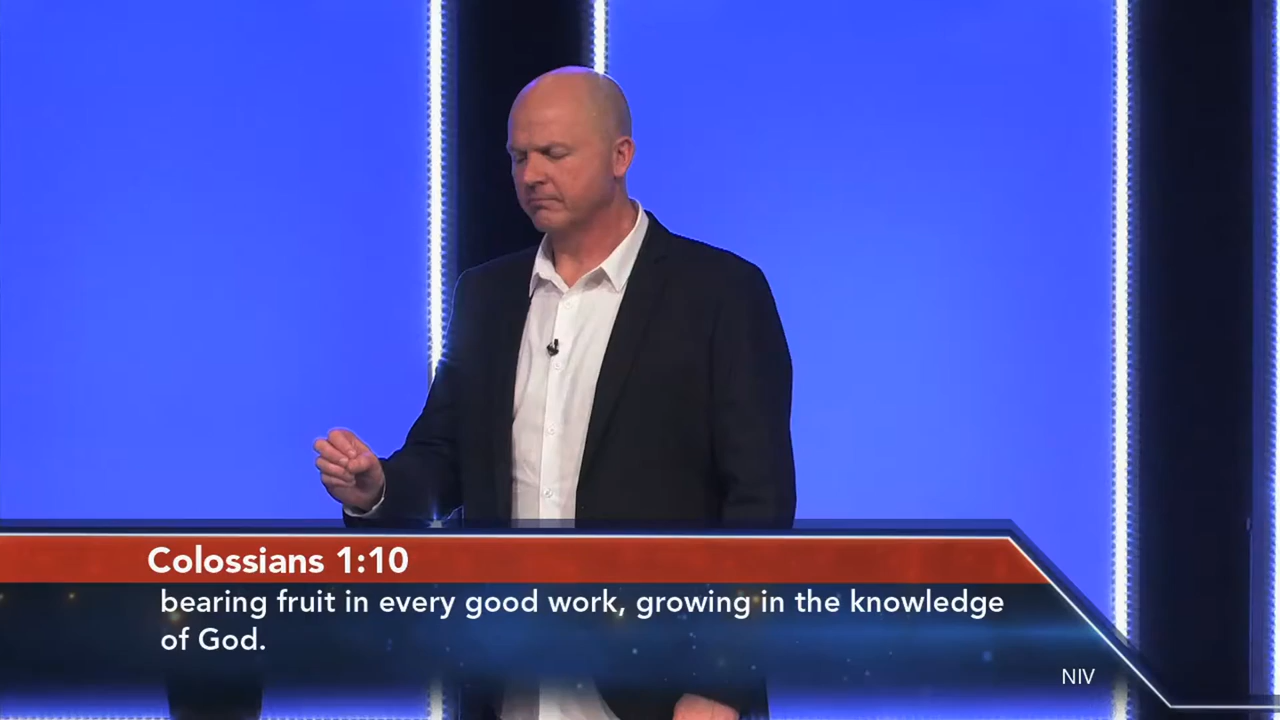 Colossians 1:10
bearing fruit in every good work, growing in the knowledge
of God.
NIV